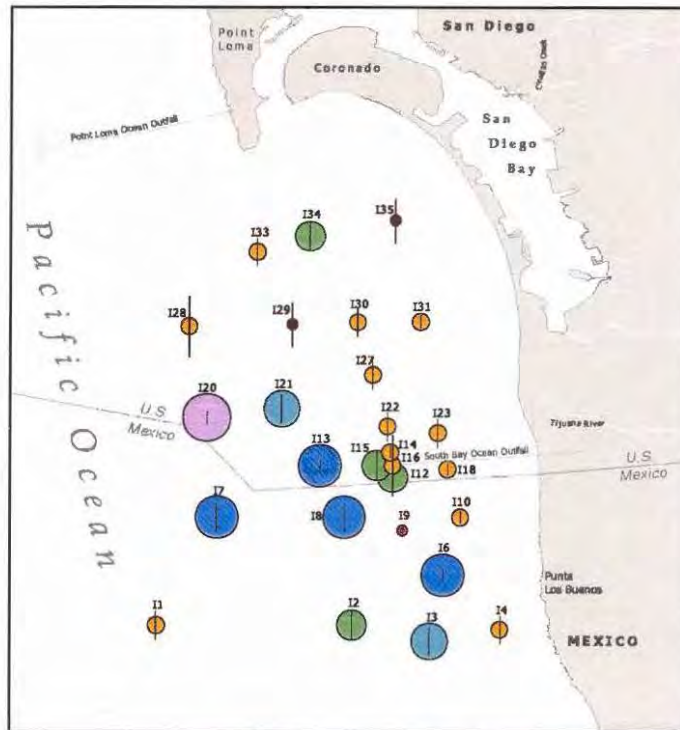 San Diego
Point
Loma
Coronado
San
Diego
Bay
Point Loma Ocean Outfall
Pacific Ocean
I34
I35
I33
I28
I29
I30
I31
I27
I20
I21
I22
I23
U.S
Mexico
Tijuana River
I13
I15
I14
I16
South Bay Ocean Outfall
I12
I18
U.S
Mexico
I7
I8
I9
I10
I6
Punta
Los Buenos
I1
I2
I3
I4
MEXICO